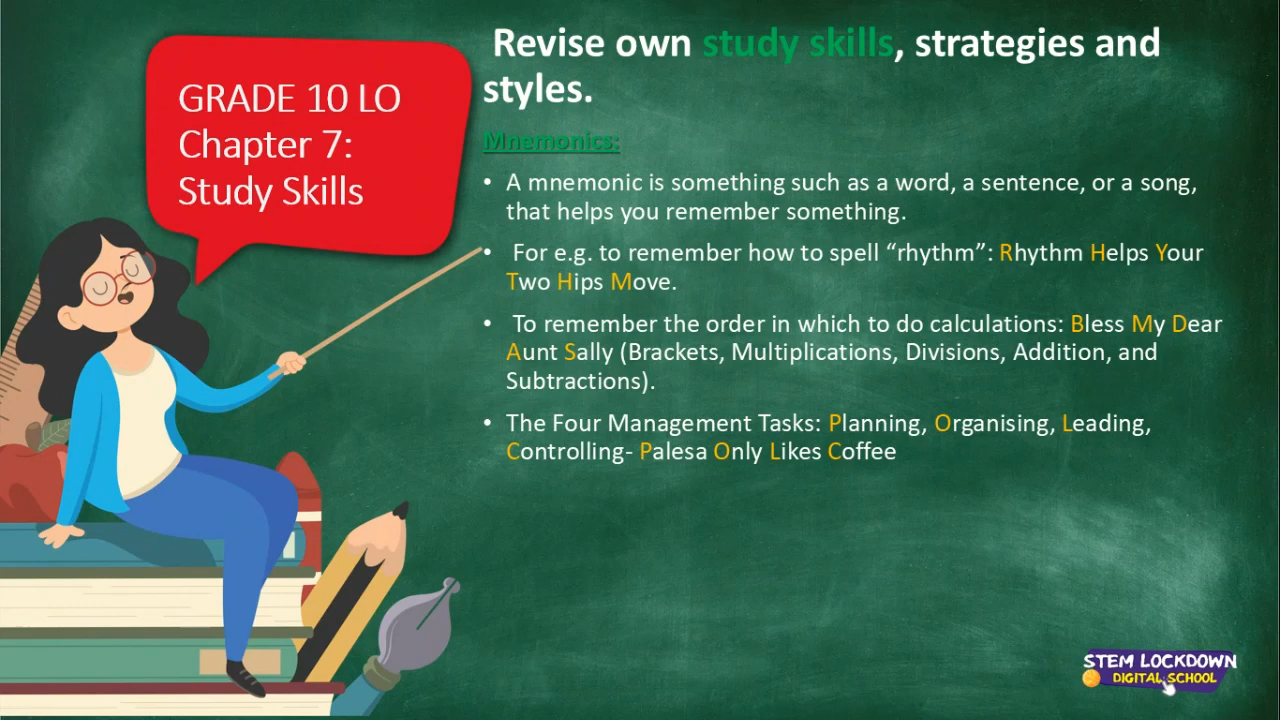 GRADE 10 LO
Chapter 7:
Study Skills
Revise own study skills, strategies and
styles.
Mnemonics:
• A mnemonic is something such as a word, a sentence, or a song,
that helps you remember something.
• For e.g. to remember how to spell “rhythm”: Rhythm Helps Your
Two Hips Move.
• To remember the order in which to do calculations: Bless My Dear
Aunt Sally (Brackets, Multiplications, Divisions, Addition, and
Subtractions).
• The Four Management Tasks: Planning, Organising, Leading,
Controlling- Palesa Only Likes Coffee
STEM LOCKDOWN
DIGITAL SCHOOL